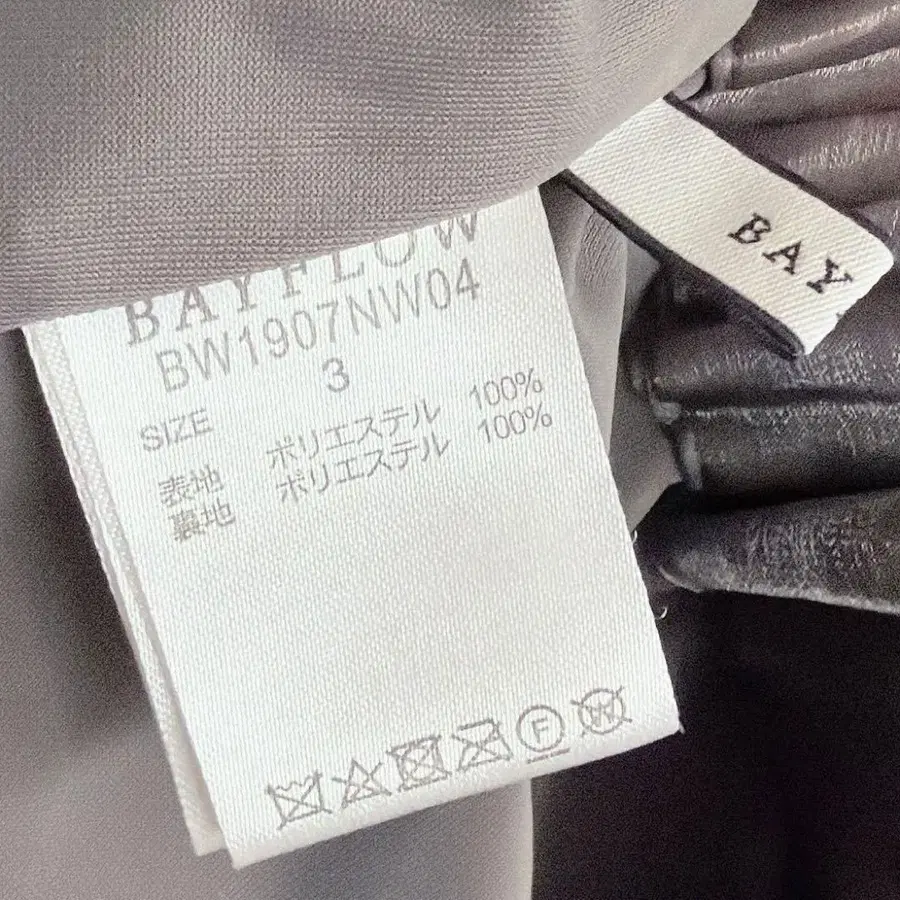 BAYFLOW
BW1907NW04
SIZE 3
表地 ポリエステル 100%
裏地 ポリエステル 100%
F
W
BAY